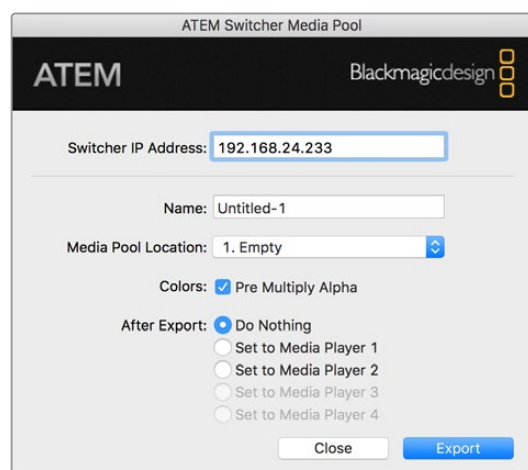 ATEM Switcher Media Pool
ATEM
Blackmagicdesign
Switcher IP Address: 192.168.24.233
Name: Untitled-1
Media Pool Location: 1. Empty
Colors: Pre Multiply Alpha
After Export: Do Nothing
Set to Media Player 1
Set to Media Player 2
Set to Media Player 3
Set to Media Player 4
Close Export